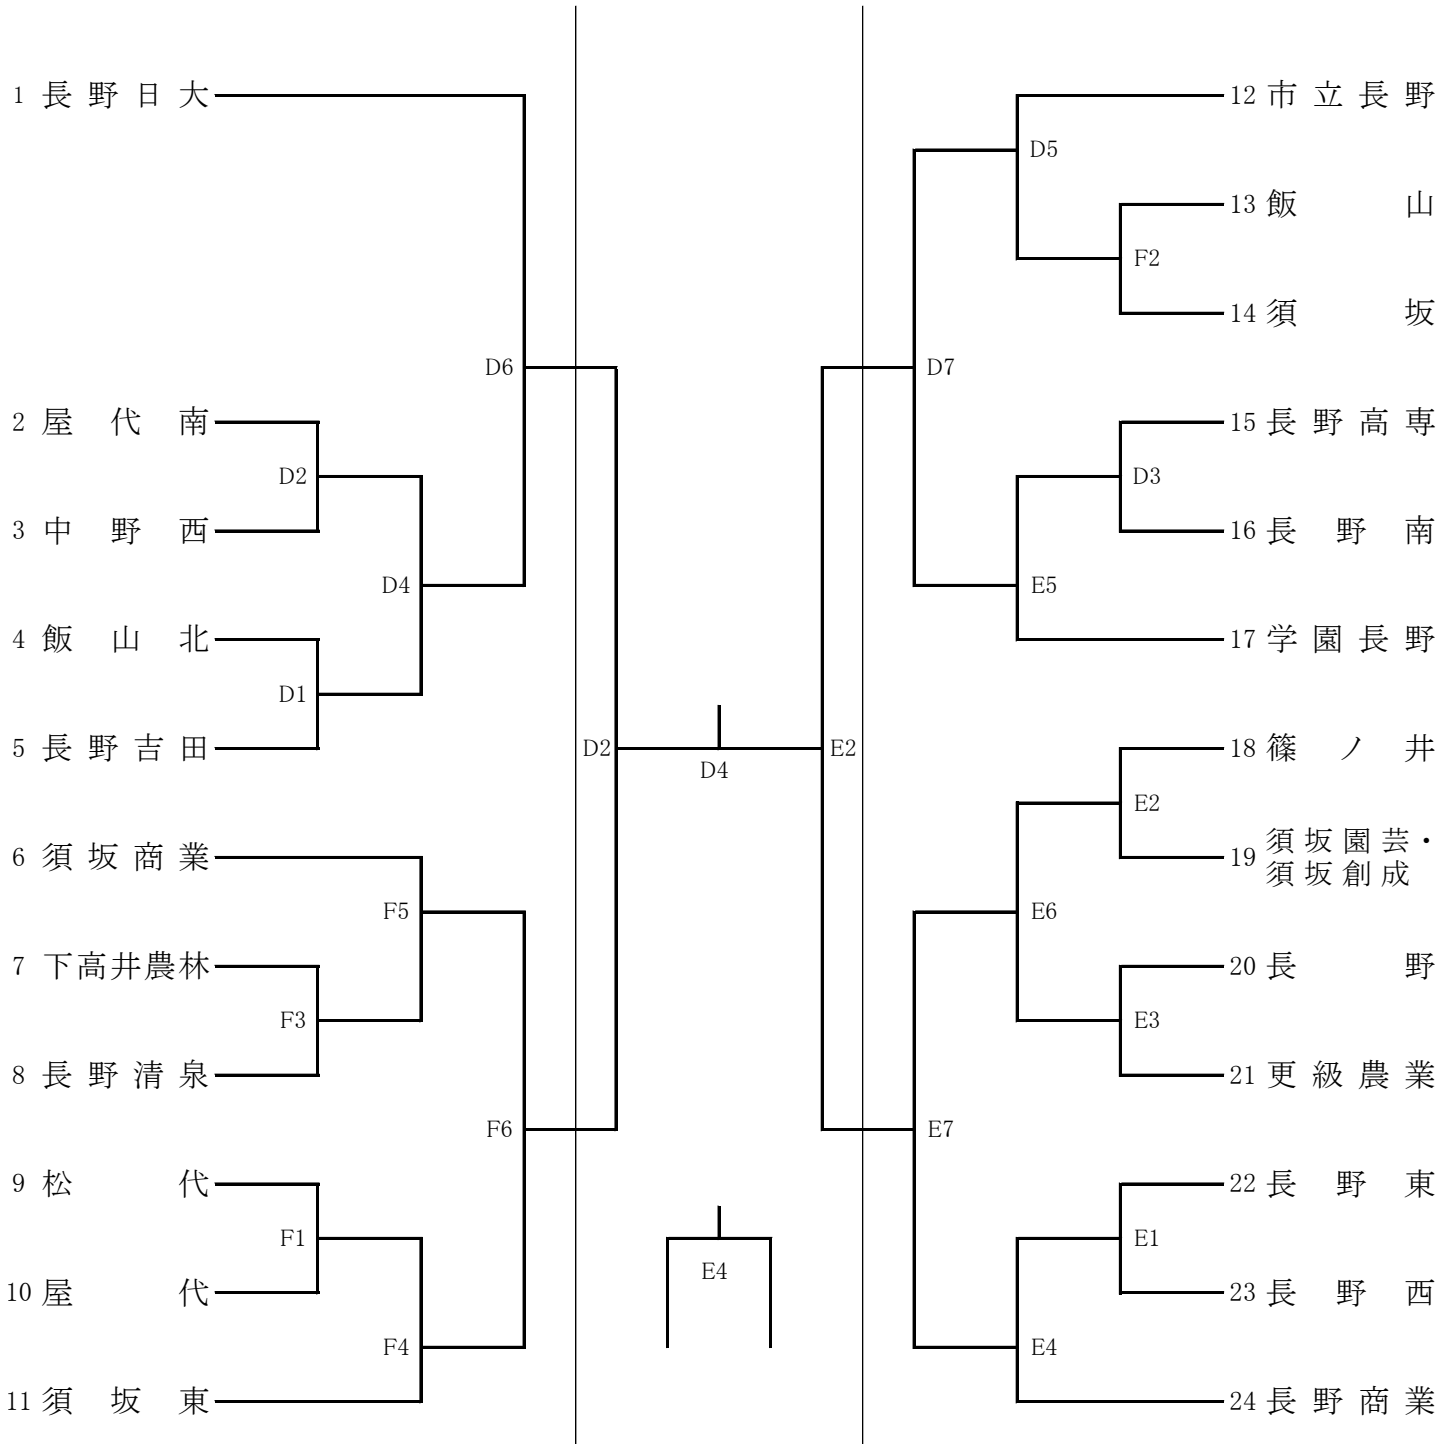 1 長野日大
D6
2 屋代南
D2
3 中野西
D4
4 飯山北
D1
5 長野吉田
6 須坂商業
F5
7 下高井農林
F3
8 長野清泉
F6
9 松代
F1
10 屋代
F4
11 須坂東
D2
D4
E2
E4
12 市立長野
D5
13 飯山
F2
14 須坂
D7
15 長野高専
D3
16 長野南
E5
17 学園長野
18 篠ノ井
E2
19 須坂園芸・
須坂創成
E6
20 長野
E3
21 更級農業
E7
22 長野東
E1
23 長野西
E4
24 長野商業